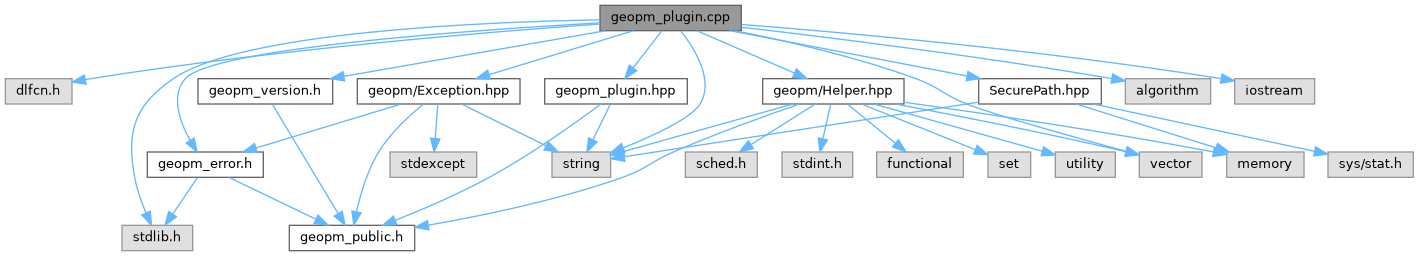 geopm_plugin.cpp
dlfcn.h
geopm_version.h
geopm/Exception.hpp
geopm_plugin.hpp
geopm/Helper.hpp
SecurePath.hpp
algorithm
iostream
geopm_error.h
stdexcept
string
sched.h
stdint.h
functional
set
utility
vector
memory
sys/stat.h
stdlib.h
geopm_public.h